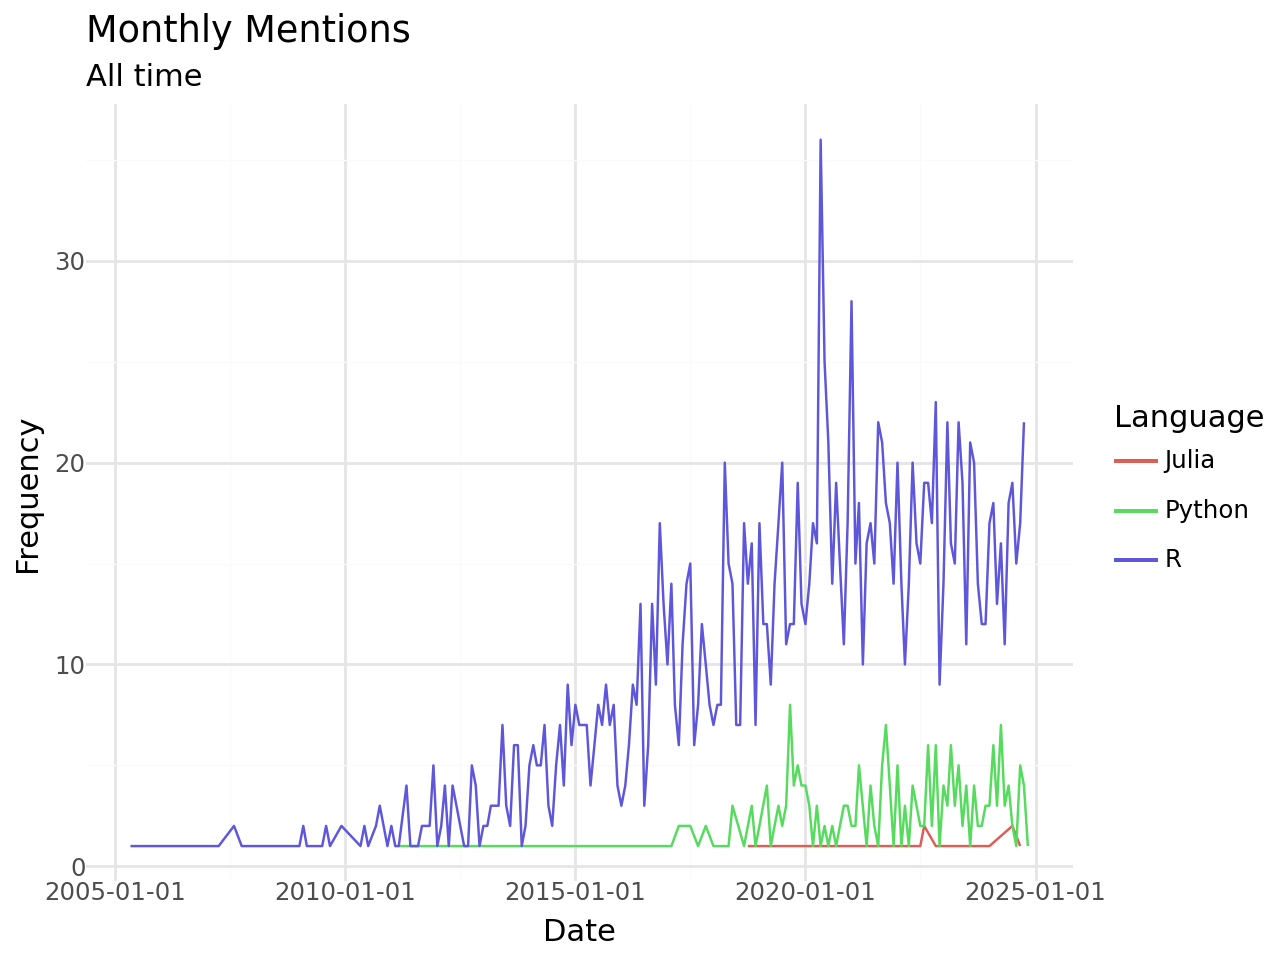 Monthly Mentions
All time
Frequency
30
20
10
0
2005-01-01
2010-01-01
2015-01-01
2020-01-01
2025-01-01
Date
Language
Julia
Python
R